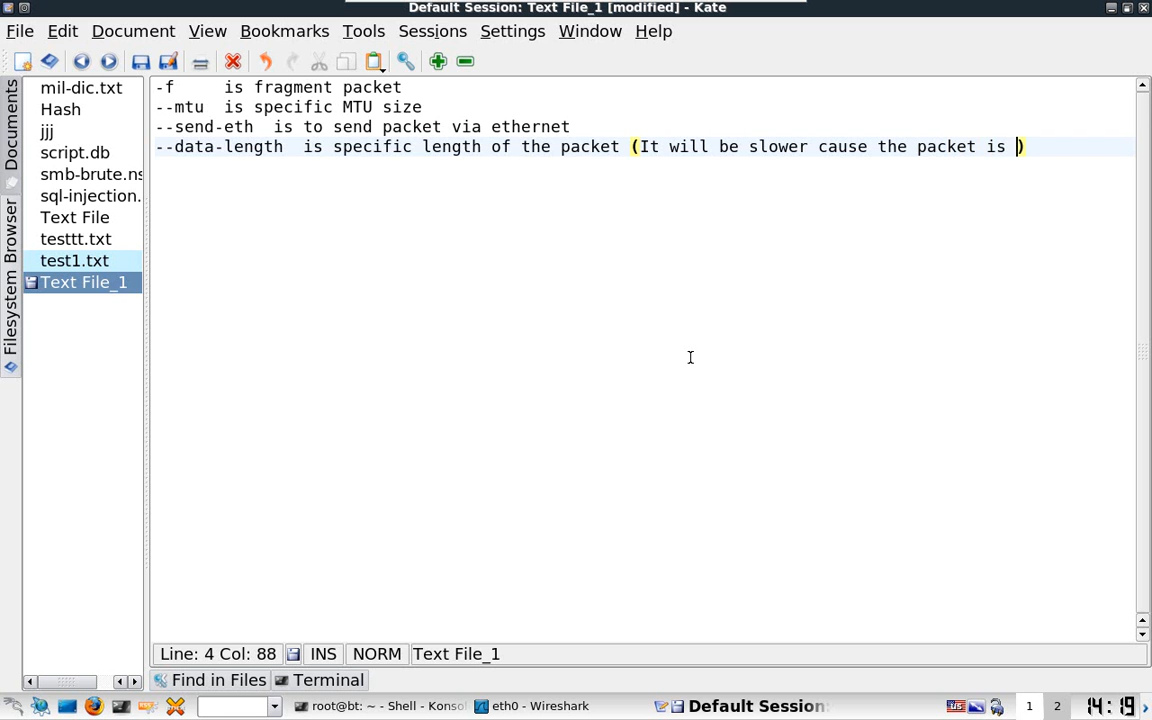 Default Session: Text File_1 [modified] - Kate
File Edit Document View Bookmarks Tools Sessions Settings Window Help
Documents
Filesystem Browser
mil-dic.txt
Hash
jjj
script.db
smb-brute.ns
sql-injection.
Text File
testtt.txt
test1.txt
Text File_1
-f     is fragment packet
--mtu  is specific MTU size
--send-eth  is to send packet via ethernet
--data-length  is specific length of the packet (It will be slower cause the packet is )
Line: 4 Col: 88 INS NORM Text File_1
Find in Files Terminal
root@bt: ~ - Shell - Konso eth0 - Wireshark Default Session: 1 2 14:19